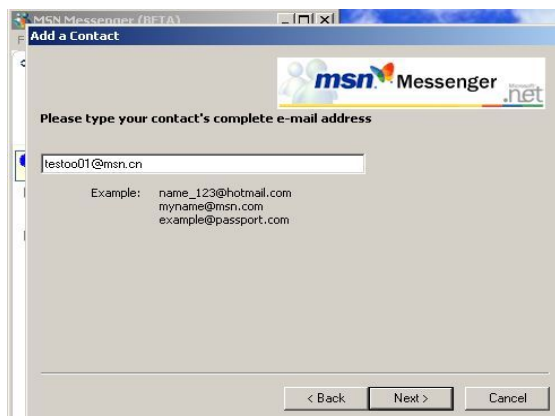 MSN Messenger (BETA)
Add a Contact
msn Messenger
Microsoft
.net
Please type your contact's complete e-mail address
testoo01@msn.cn
Example:
name_123@hotmail.com
myname@msn.com
example@passport.com
< Back
Next >
Cancel